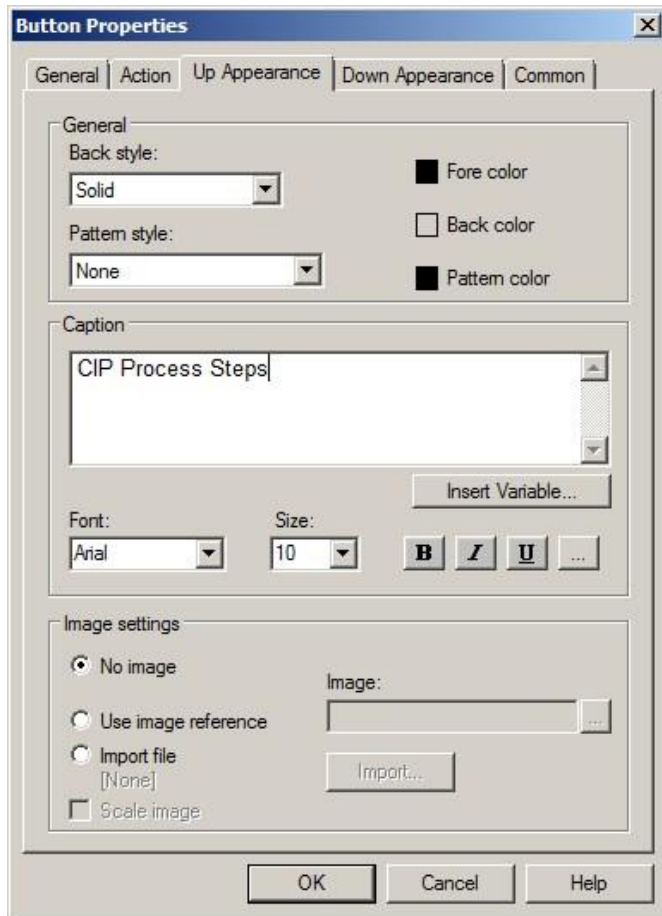 Button Properties
General Action Up Appearance Down Appearance Common
General
Back style:
Solid
Fore color
Back color
Pattern style:
None
Pattern color
Caption
CIP Process Steps
Insert Variable...
Font: Size:
Arial 10 B I U ...
Image settings
No image
Image:
Use image reference ...
Import file
[None]
Import...
Scale image
OK Cancel Help